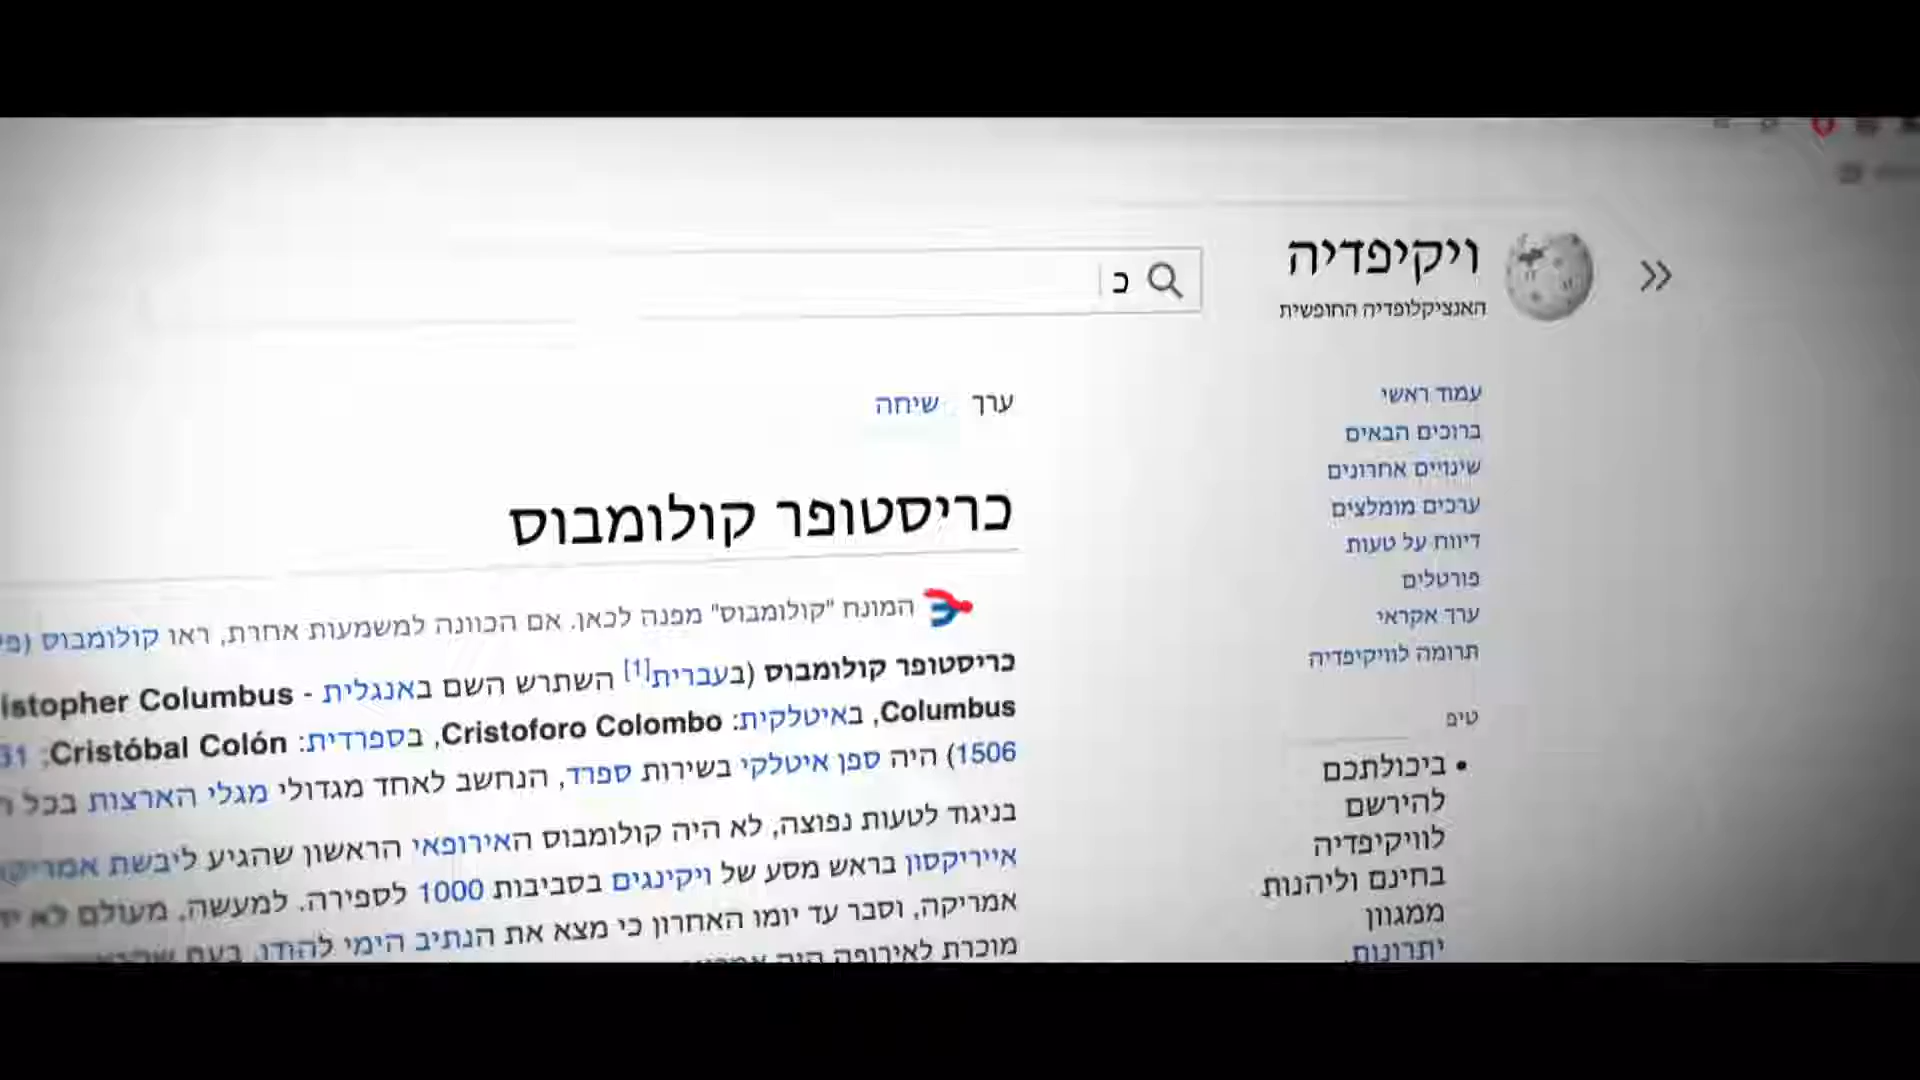 ויקיפדיה
האנציקלופדיה החופשית
כ
עמוד ראשי
ברוכים הבאים
שינויים אחרונים
ערכים מומלצים
דיווח על טעות
פורטלים
ערך אקראי
תרומה לוויקיפדיה
טיפ
• ביכולתכם
להירשם
לוויקיפדיה
בחינם וליהנות
ממגוון
יתרונות.
ערך שיחה
כריסטופר קולומבוס
המונח "קולומבוס" מפנה לכאן. אם הכוונה למשמעות אחרת, ראו קולומבוס
כריסטופר קולומבוס (בעברית[1] השתרש השם באנגלית - istopher Columbus
Columbus, באיטלקית: Cristoforo Colombo, בספרדית: Cristóbal Colón;
1506) היה ספן איטלקי בשירות ספרד, הנחשב לאחד מגדולי מגלי הארצות בכל
בניגוד לטעות נפוצה, לא היה קולומבוס האירופאי הראשון שהגיע ליבשת
אייריקסון בראש מסע של ויקינגים בסביבות 1000 לספירה. למעשה, מעולם לא
אמריקה, וסבר עד יומו האחרון כי מצא את הנתיב הימי להודו.
מוכרת לאירופה היה